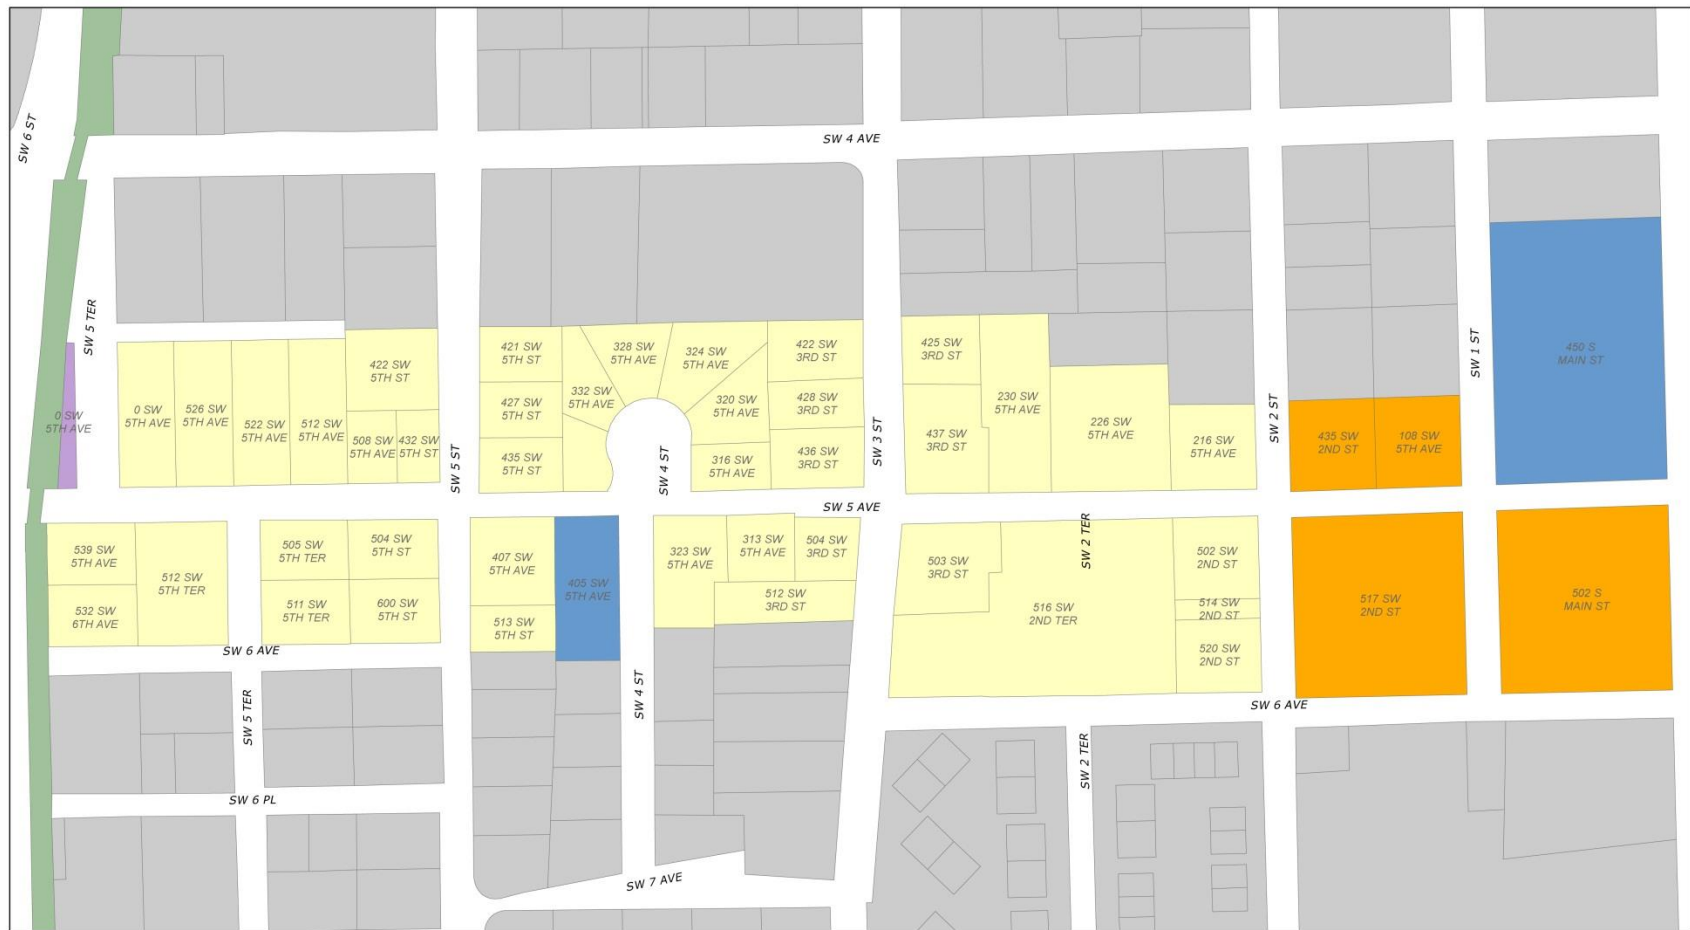 SW 6 ST
SW 4 AVE
SW 5 TER
SW 1 ST
422 SW
5TH ST
421 SW
5TH ST
328 SW
5TH AVE
324 SW
5TH AVE
422 SW
3RD ST
425 SW
3RD ST
450 S
MAIN ST
0 SW
5TH AVE
0 SW
5TH AVE
526 SW
5TH AVE
522 SW
5TH AVE
512 SW
5TH AVE
508 SW
5TH AVE
432 SW
5TH ST
SW 5 ST
427 SW
5TH ST
332 SW
5TH AVE
320 SW
5TH AVE
428 SW
3RD ST
230 SW
5TH AVE
226 SW
5TH AVE
SW 2 ST
435 SW
5TH ST
SW 4 ST
316 SW
5TH AVE
436 SW
3RD ST
SW 3 ST
437 SW
3RD ST
216 SW
5TH AVE
435 SW
2ND ST
108 SW
5TH AVE
SW 5 AVE
539 SW
5TH AVE
512 SW
5TH TER
505 SW
5TH TER
504 SW
5TH ST
407 SW
5TH AVE
405 SW
5TH AVE
323 SW
5TH AVE
313 SW
5TH AVE
504 SW
3RD ST
503 SW
3RD ST
SW 2 TER
502 SW
2ND ST
532 SW
6TH AVE
511 SW
5TH TER
600 SW
5TH ST
513 SW
5TH ST
512 SW
3RD ST
516 SW
2ND TER
514 SW
2ND ST
520 SW
2ND ST
517 SW
2ND ST
502 S
MAIN ST
SW 6 AVE
SW 5 TER
SW 4 ST
SW 6 AVE
SW 2 TER
SW 6 PL
SW 7 AVE